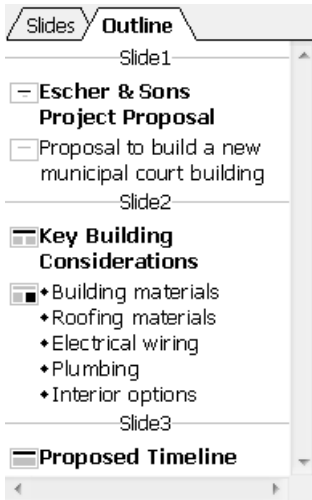 Slides Outline
Slide1
Escher & Sons
Project Proposal
Proposal to build a new
municipal court building
Slide2
Key Building
Considerations
Building materials
Roofing materials
Electrical wiring
Plumbing
Interior options
Slide3
Proposed Timeline